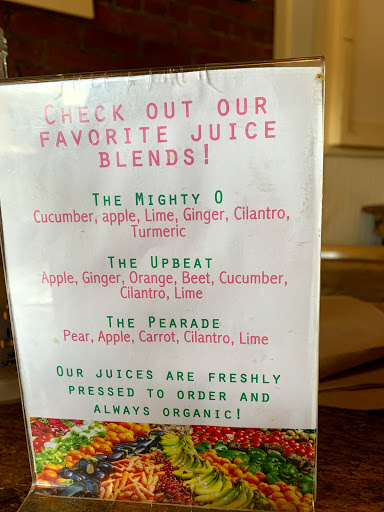 CHECK OUT OUR
FAVORITE JUICE
BLENDS!
THE MIGHTY O
Cucumber, apple, Lime, Ginger, Cilantro,
Turmeric
THE UPBEAT
Apple, Ginger, Orange, Beet, Cucumber,
Cilantro, Lime
THE PEARADE
Pear, Apple, Carrot, Cilantro, Lime
OUR JUICES ARE FRESHLY
PRESSED TO ORDER AND
ALWAYS ORGANIC!